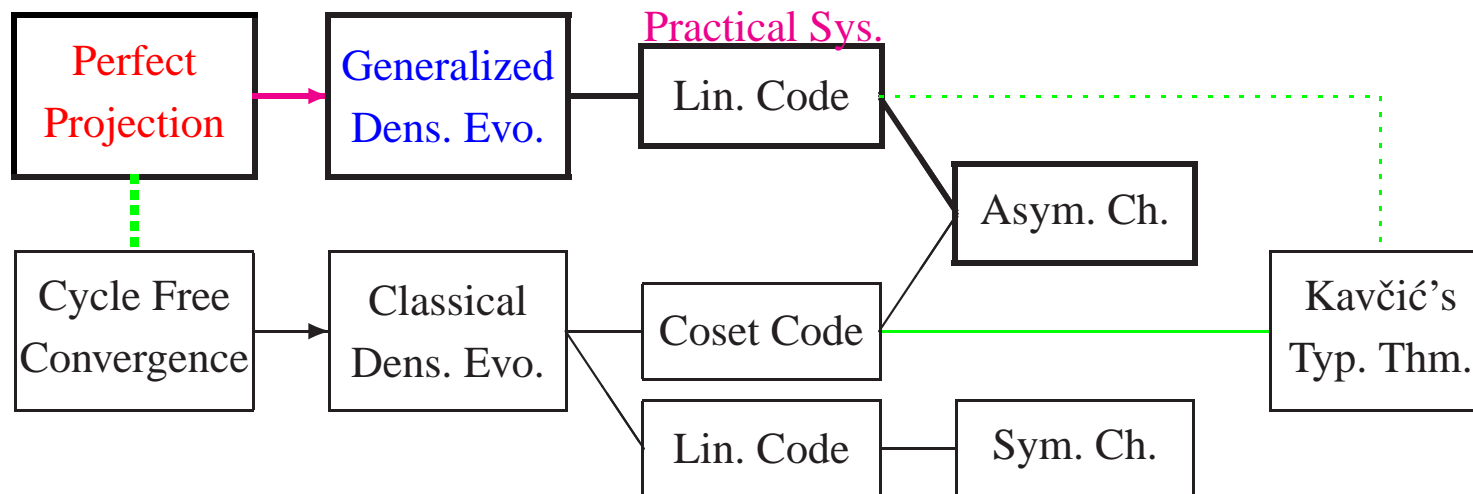 Practical Sys.
Perfect
Projection
Generalized
Dens. Evo.
Lin. Code
Asym. Ch.
Cycle Free
Convergence
Classical
Dens. Evo.
Coset Code
Kavčić’s
Typ. Thm.
Lin. Code
Sym. Ch.